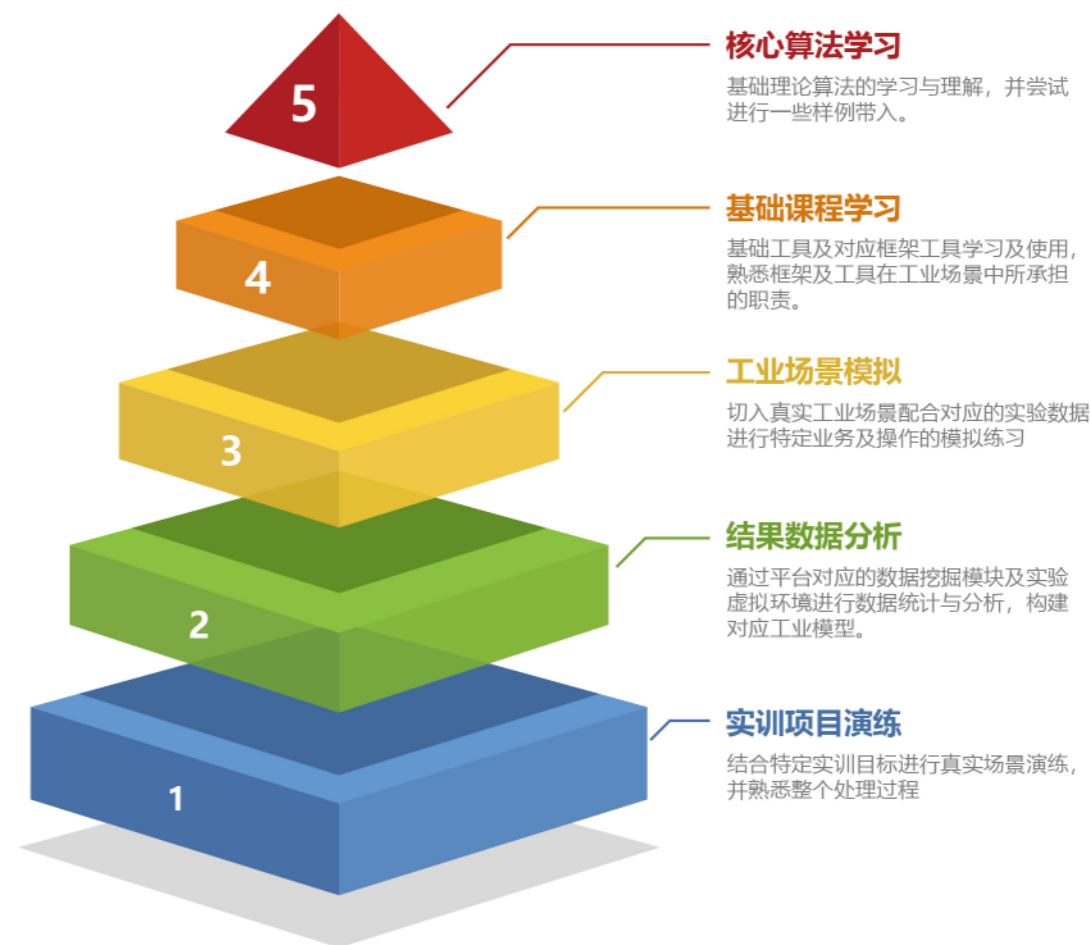 5
核心算法学习
基础理论算法的学习与理解，并尝试
进行一些样例带入。
4
基础课程学习
基础工具及对应框架工具学习及使用，
熟悉框架及工具在工业场景中所承担
的职责。
3
工业场景模拟
切入真实工业场景配合对应的实验数据
进行特定业务及操作的模拟练习
2
结果数据分析
通过平台对应的数据挖掘模块及实验
虚拟环境进行数据统计与分析，构建
对应工业模型。
1
实训项目演练
结合特定实训目标进行真实场景演练，
并熟悉整个处理过程